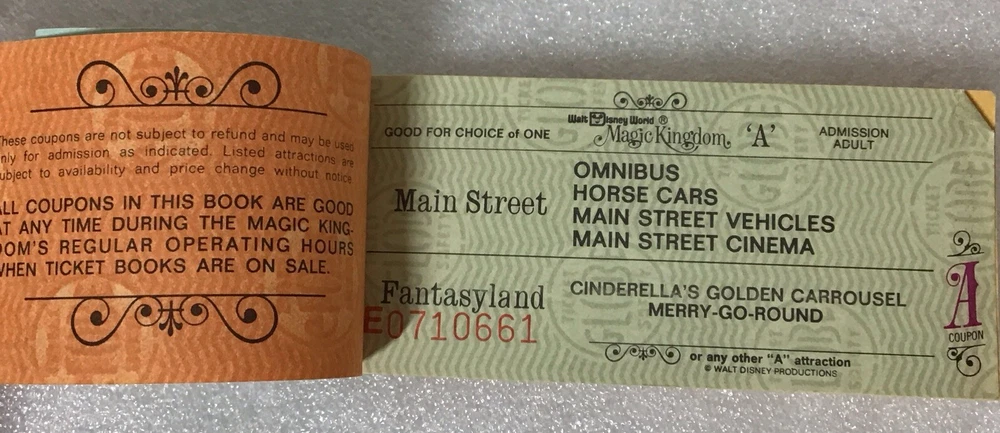 These coupons are not subject to refund and may be used
only for admission as indicated. Listed attractions are
subject to availability and price change without notice
ALL COUPONS IN THIS BOOK ARE GOOD
AT ANY TIME DURING THE MAGIC KING-
DOM'S REGULAR OPERATING HOURS
WHEN TICKET BOOKS ARE ON SALE.
GOOD FOR CHOICE of ONE
Walt Disney World ®
Magic Kingdom
'A'
ADMISSION
ADULT
Main Street
OMNIBUS
HORSE CARS
MAIN STREET VEHICLES
MAIN STREET CINEMA
Fantasyland
CINDERELLA'S GOLDEN CARROUSEL
MERRY-GO-ROUND
E0710661
A
COUPON
or any other "A" attraction
© WALT DISNEY PRODUCTIONS